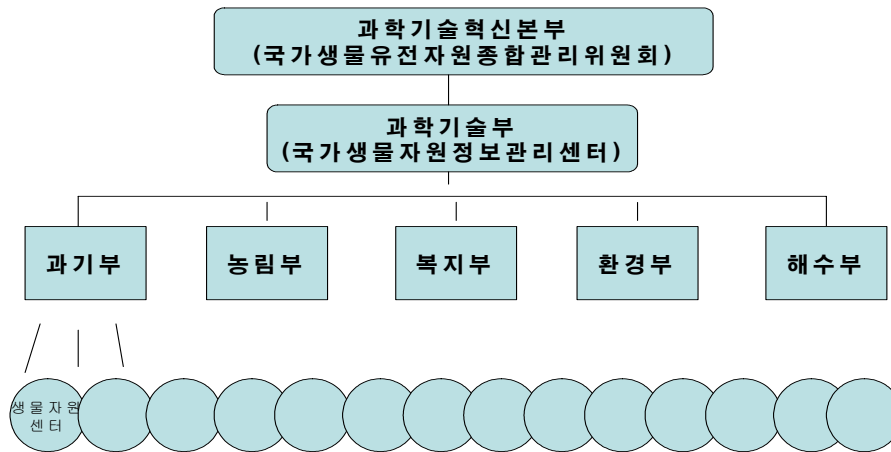 과학기술혁신본부
(국가생물유전자원종합관리위원회)
과학기술부
(국가생물자원정보관리센터)
과기부
농림부
복지부
환경부
해수부
생물자원
센터